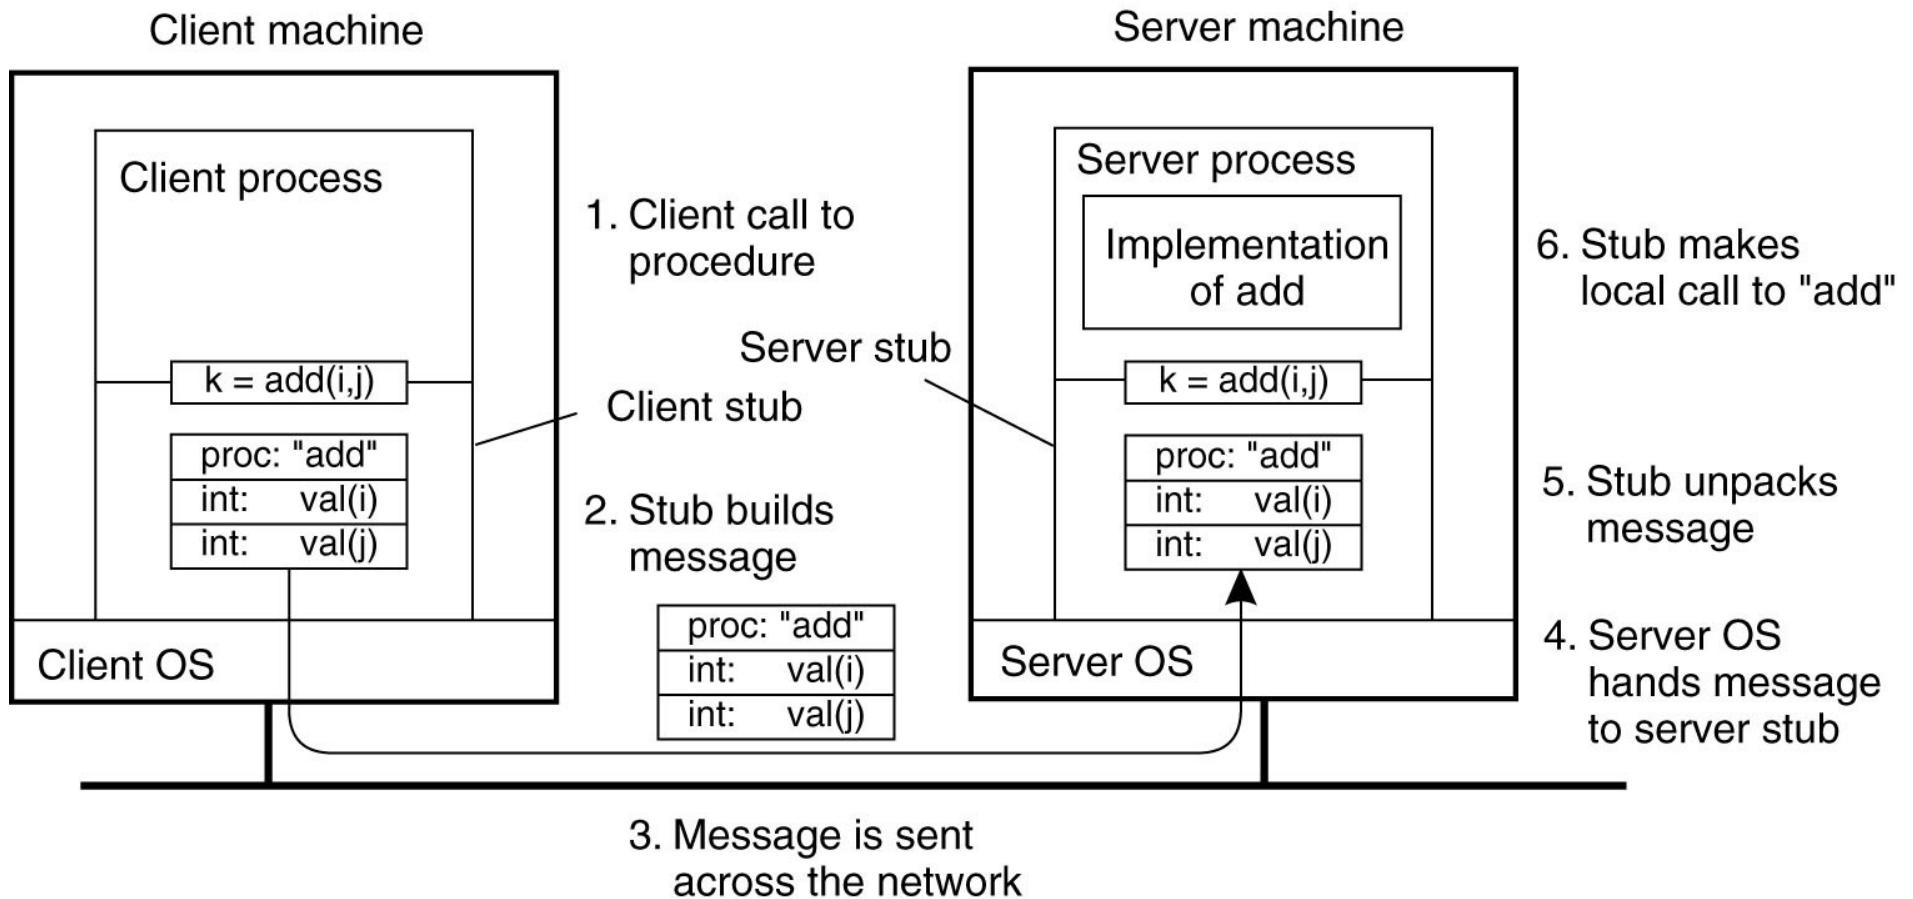 Client machine
Server machine
Client process
1. Client call to
procedure
Server process
Implementation
of add
6. Stub makes
local call to "add"
Server stub
k = add(i,j)
Client stub
k = add(i,j)
proc: "add"
int: val(i)
int: val(j)
2. Stub builds
message
proc: "add"
int: val(i)
int: val(j)
proc: "add"
int: val(i)
int: val(j)
5. Stub unpacks
message
Client OS
Server OS
4. Server OS
hands message
to server stub
3. Message is sent
across the network